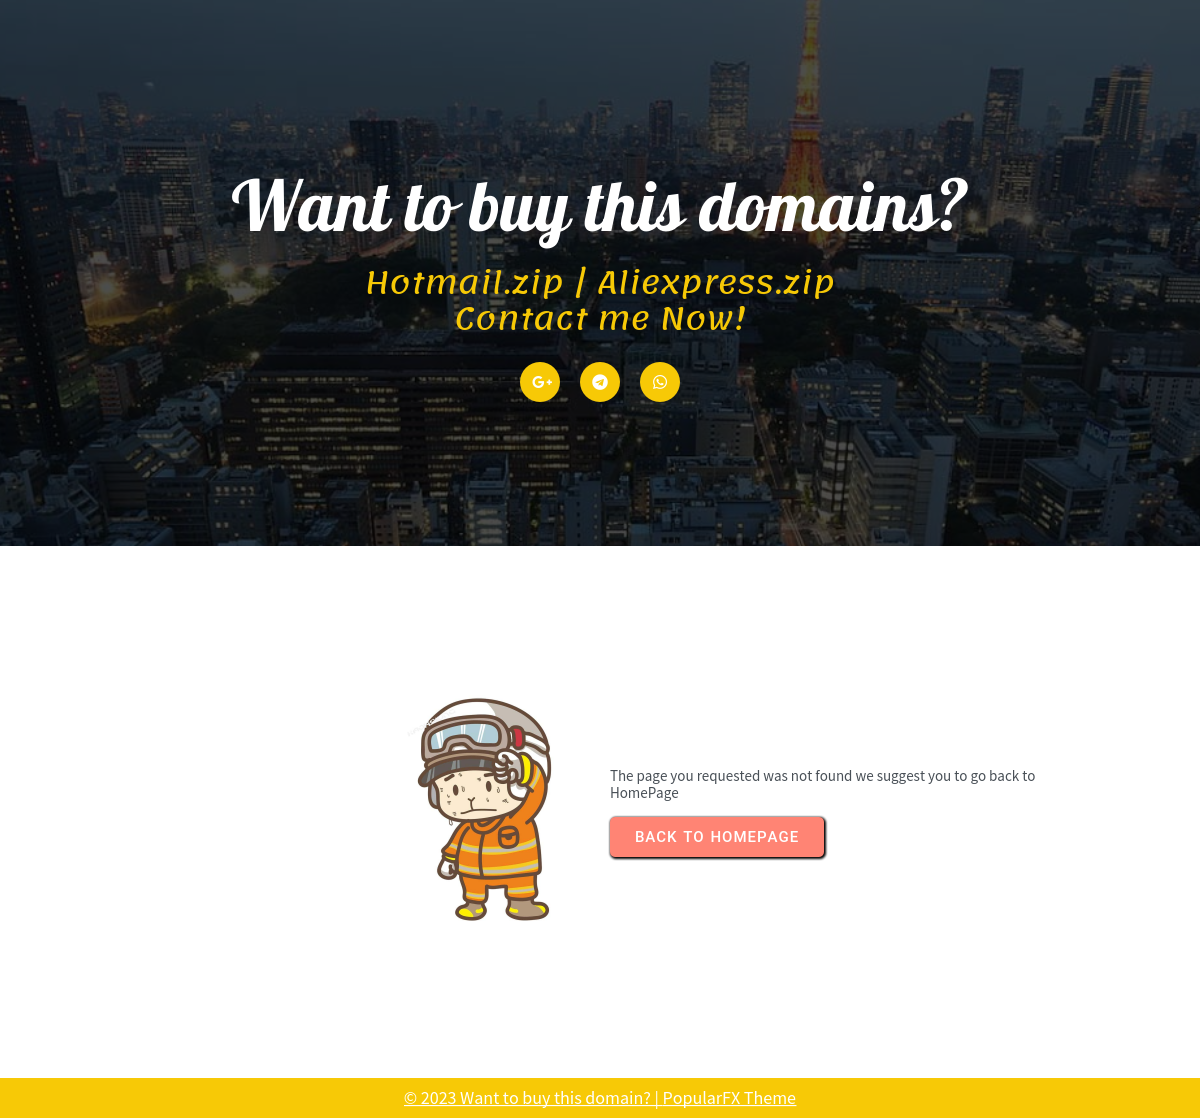 Want to buy this domains?
Hotmail.zip | Aliexpress.zip
Contact me Now!
G+
The page you requested was not found we suggest you to go back to
HomePage
BACK TO HOMEPAGE
© 2023 Want to buy this domain? | PopularFX Theme